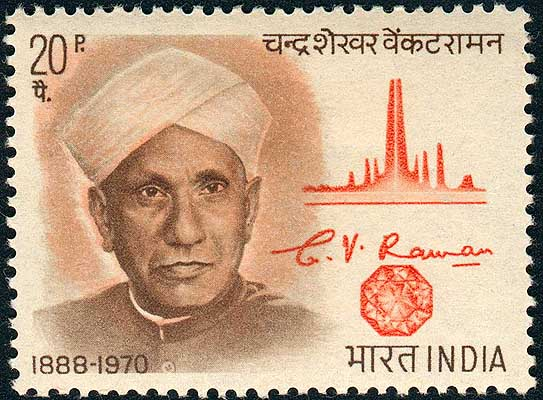 20 P.
पै.
चन्द्रशेखर वेंकटरामन
C. V. Raman
1888-1970
भारत INDIA